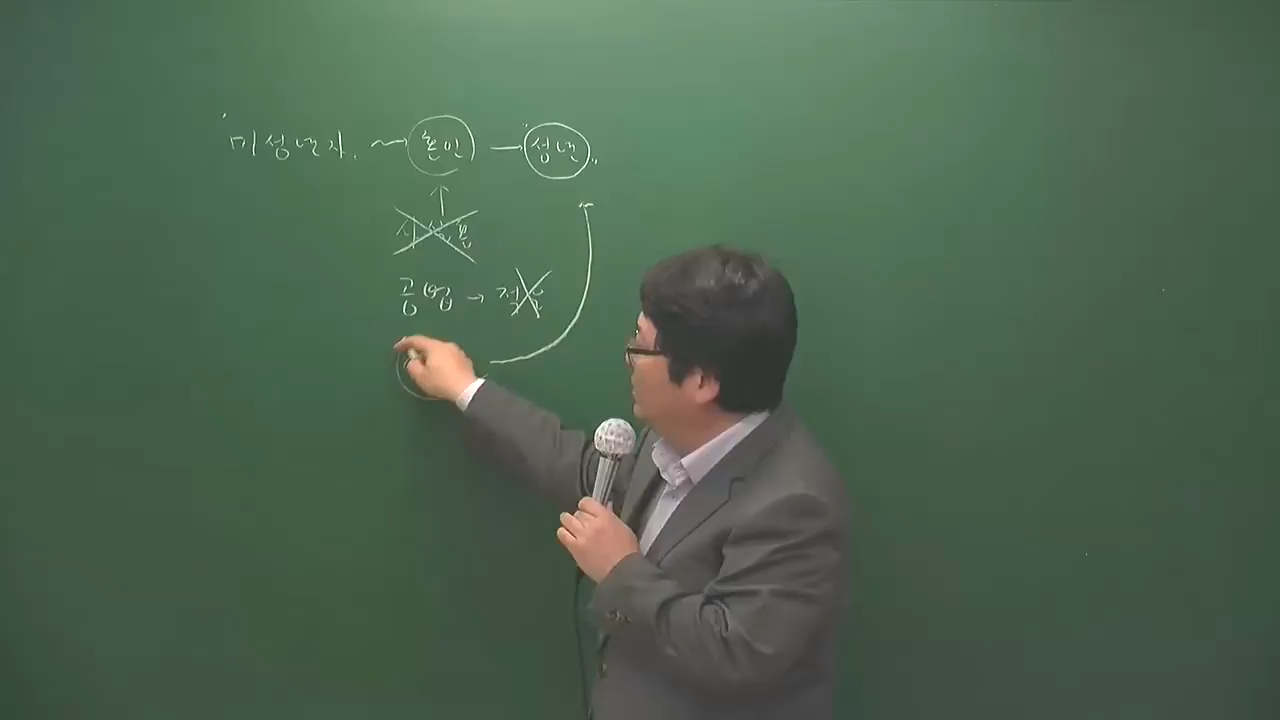 미성년자. → 혼인 → 성년
사실혼
공법 → 적용